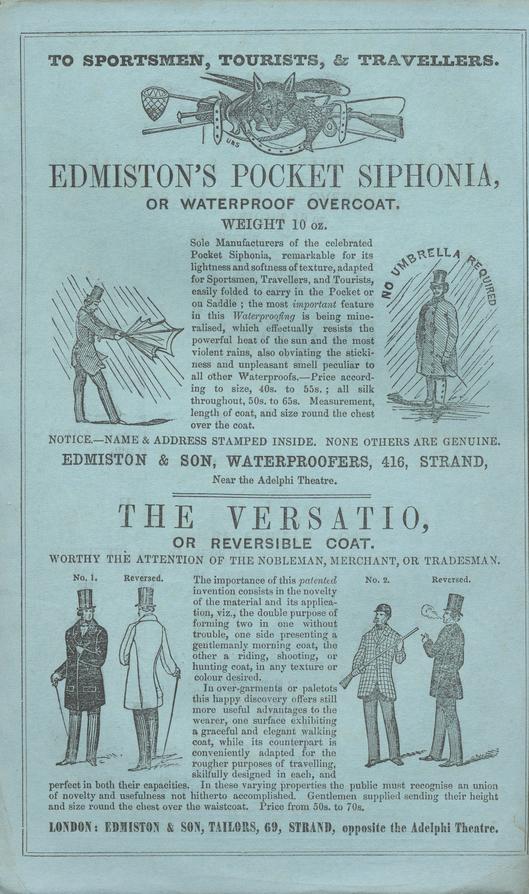 TO SPORTSMEN, TOURISTS, & TRAVELLERS.
EDMISTON'S POCKET SIPHONIA,
OR WATERPROOF OVERCOAT.
WEIGHT 10 oz.
Sole Manufacturers of the celebrated
Pocket Siphonia, remarkable for its
lightness and softness of texture, adapted
for Sportsmen, Travellers, and Tourists,
easily folded to carry in the Pocket or
on Saddle ; the most important feature
in this Waterproofing is being mine-
ralised, which effectually resists the
powerful heat of the sun and the most
violent rains, also obviating the sticki-
ness and unpleasant smell peculiar to
all other Waterproofs.—Price accord-
ing to size, 40s. to 55s. ; all silk
throughout, 50s. to 65s. Measurement,
length of coat, and size round the chest
over the coat.
NO UMBRELLA REQUIRED
NOTICE.—NAME & ADDRESS STAMPED INSIDE. NONE OTHERS ARE GENUINE.
EDMISTON & SON, WATERPROOFERS, 416, STRAND,
Near the Adelphi Theatre.
THE VERSATIO,
OR REVERSIBLE COAT.
WORTHY THE ATTENTION OF THE NOBLEMAN, MERCHANT, OR TRADESMAN.
No. 1. Reversed.
The importance of this patented
invention consists in the novelty
of the material and its applica-
tion, viz., the double purpose of
forming two in one without
trouble, one side presenting a
gentlemanly morning coat, the
other a riding, shooting, or
hunting coat, in any texture or
colour desired.
In over-garments or paletots
this happy discovery offers still
more useful advantages to the
wearer, one surface exhibiting
a graceful and elegant walking
coat, while its counterpart is
conveniently adapted for the
rougher purposes of travelling,
skilfully designed in each, and
No. 2. Reversed.
perfect in both their capacities. In these varying properties the public must recognise an union
of novelty and usefulness not hitherto accomplished. Gentlemen supplied sending their height
and size round the chest over the waistcoat. Price from 50s. to 70s.
LONDON: EDMISTON & SON, TAILORS, 69, STRAND, opposite the Adelphi Theatre.